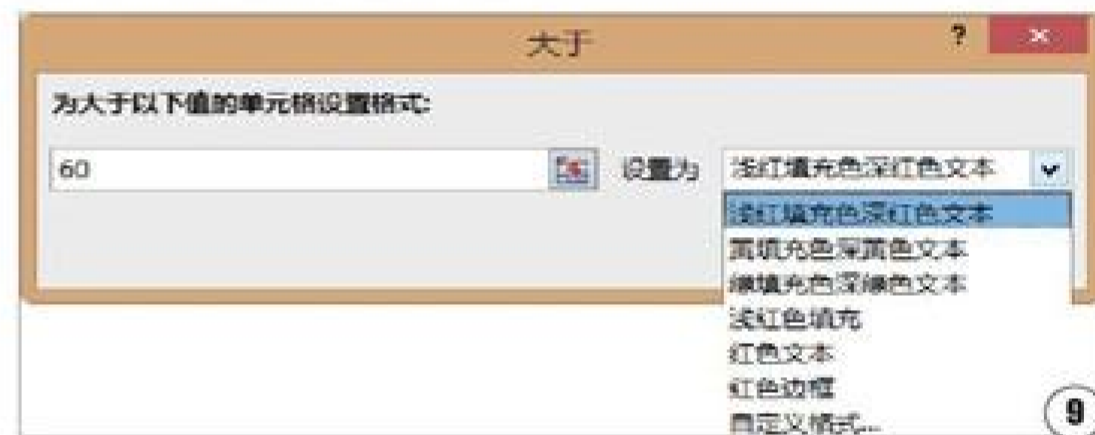 大于 ? ×
为大于以下值的单元格设置格式:
60 设置为 浅红填充色深红色文本
浅红填充色深红色文本
黄填充色深黄色文本
绿填充色深绿色文本
浅红色填充
红色文本
红色边框
自定义格式...
9